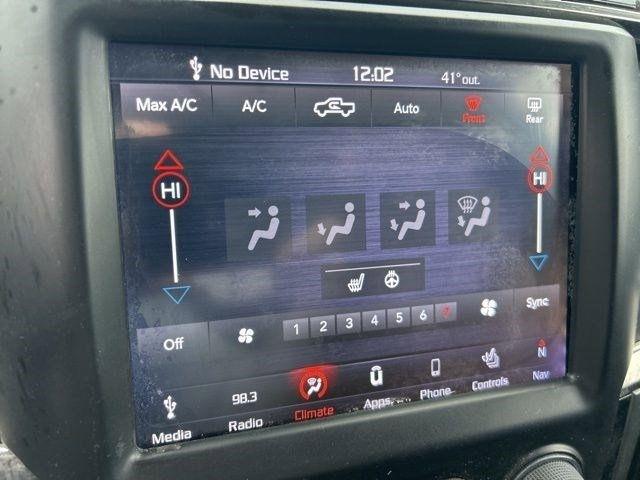 No Device 12:02 41° out.
Max A/C A/C Auto Front Rear
HI HI
Off 1 2 3 4 5 6 7 Sync
98.3 N
Media Radio Climate Apps Phone Controls Nav